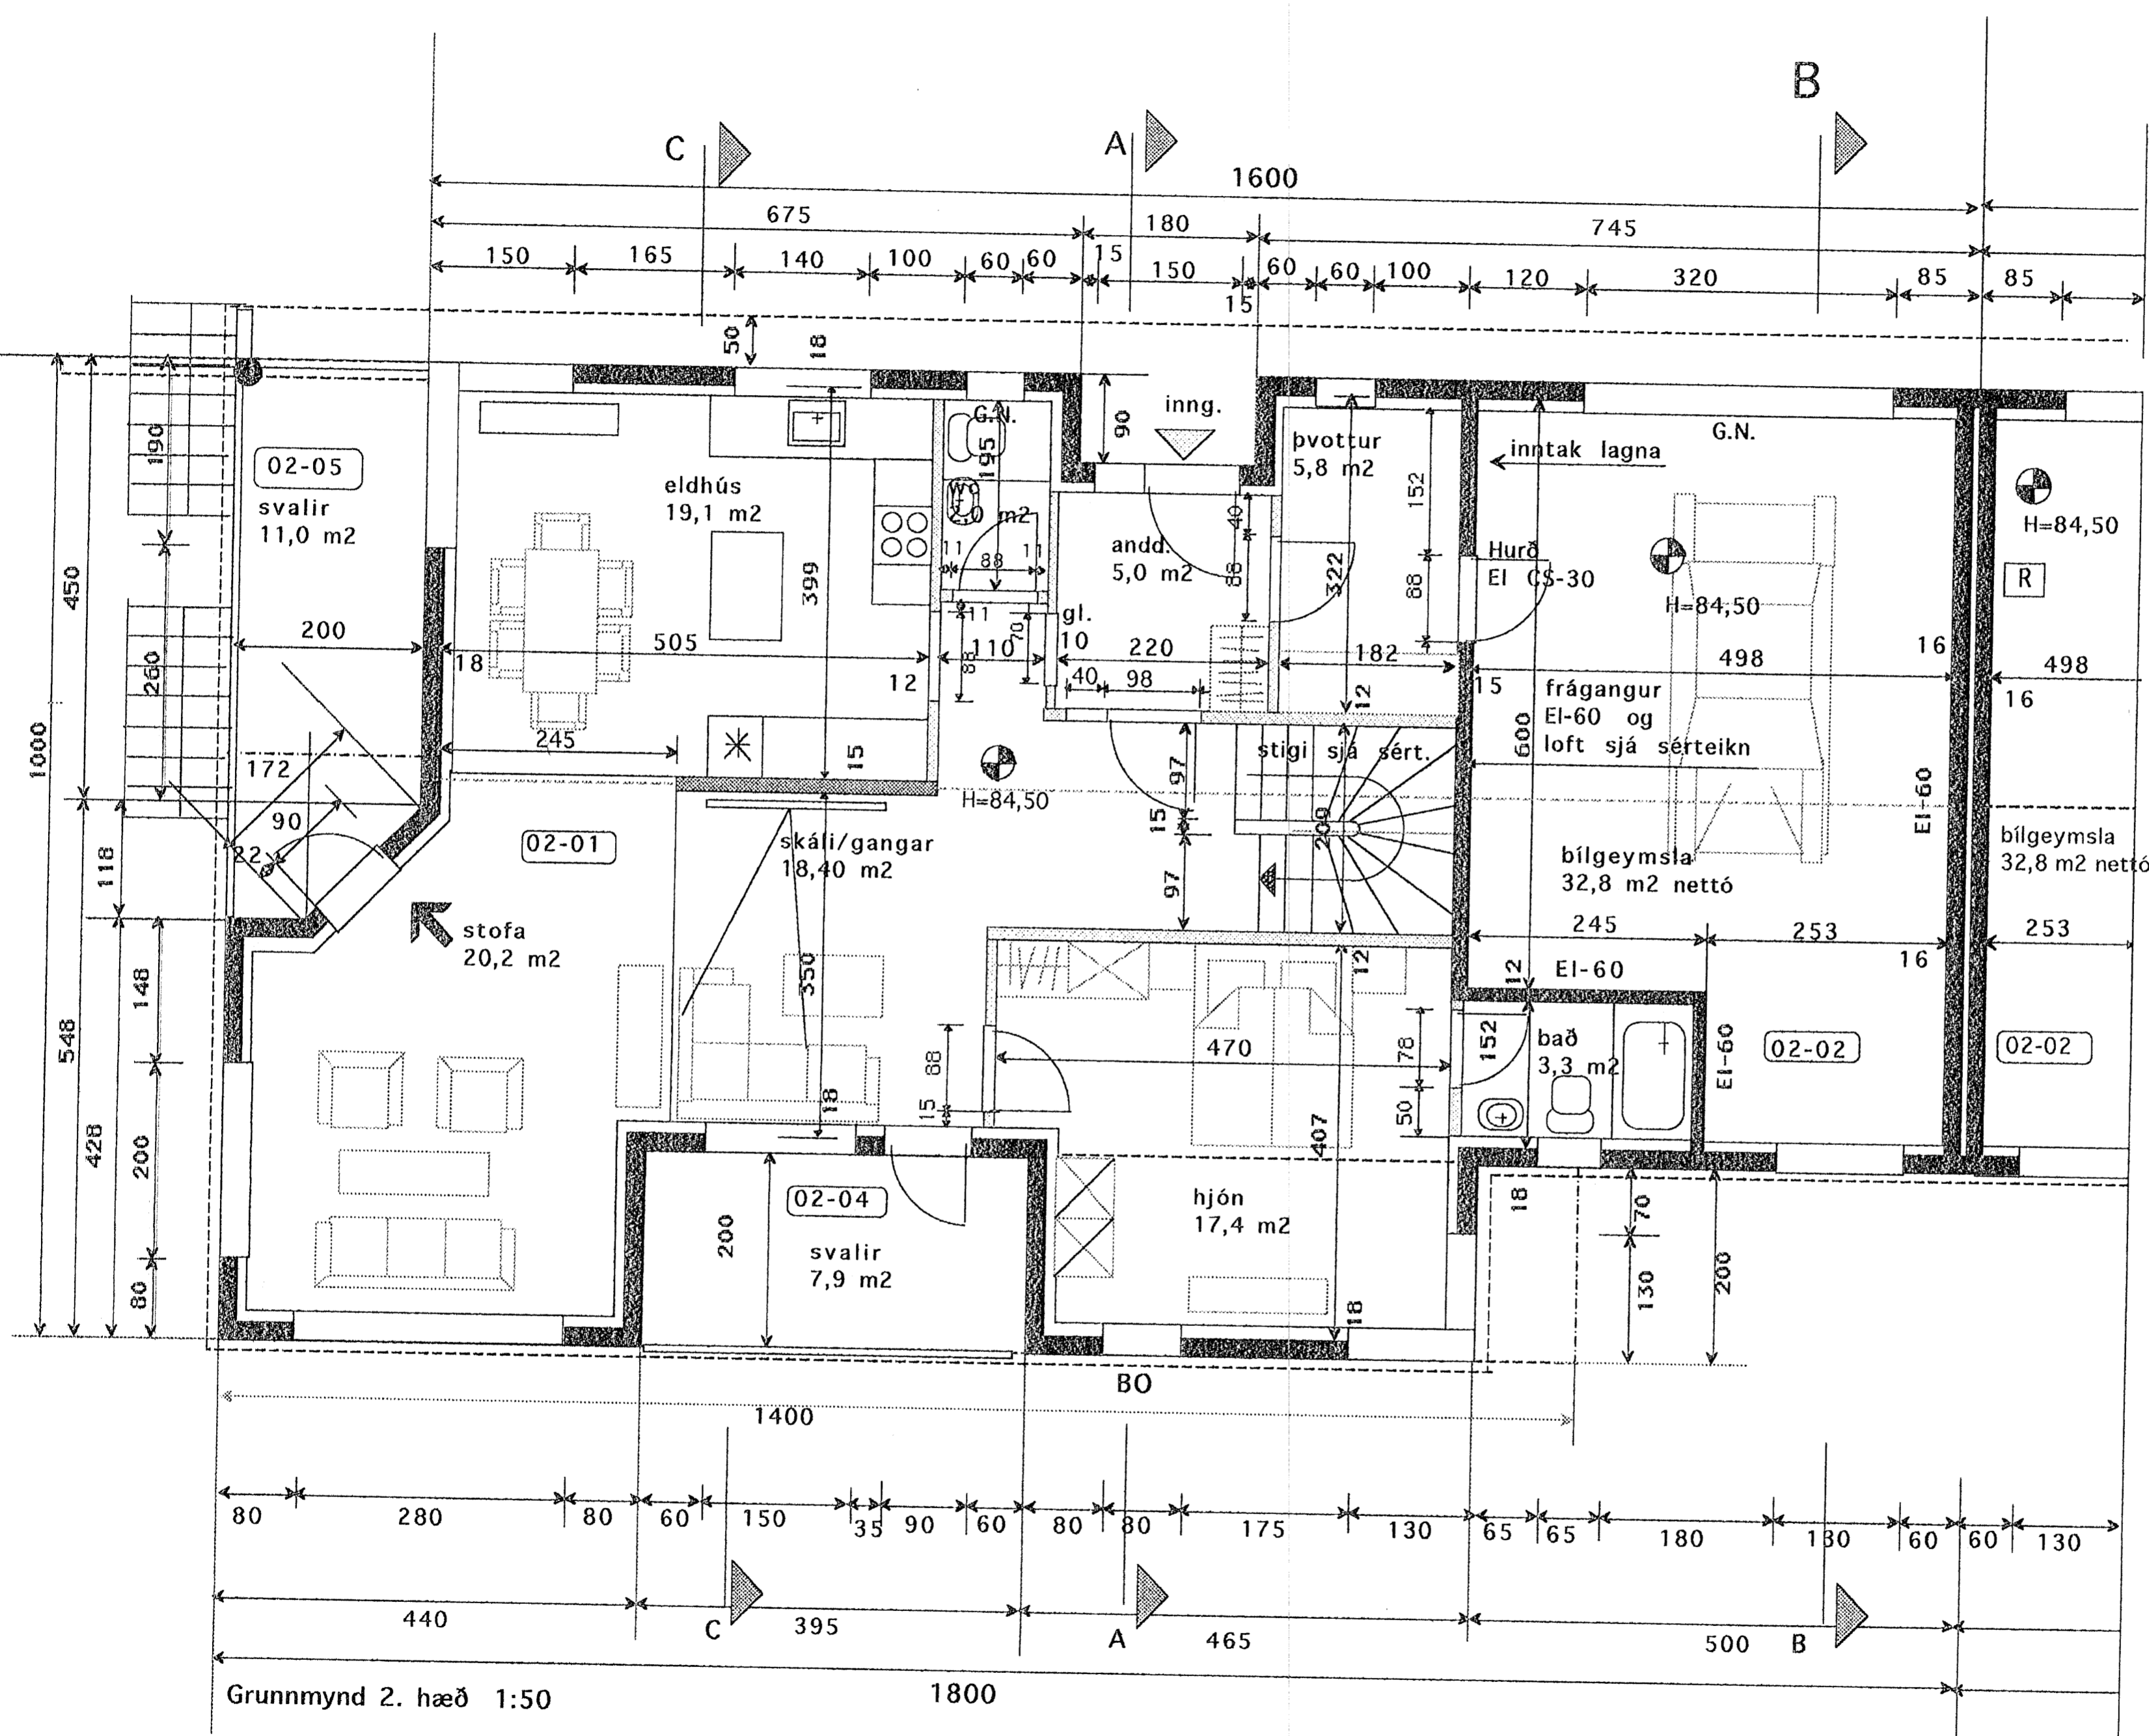 B
C
A
1600
675
180
745
150
165
140
100
60
60
15
150
15
60
60
100
120
320
85
85
50
18
90
inng.
G.N.
195
þvottur
5,8 m2
G.N.
inntak lagna
190
02-05
svalir
11,0 m2
eldhús
19,1 m2
152
H=84,50
40
andd.
5,0 m2
88
322
Hurð
EI CS-30
88
R
H=84,50
11
88
11
450
399
200
505
11
70
gl.
10
110
88
220
182
498
16
498
18
12
40
98
12
15
16
260
frágangur
EI-60 og
loft sjá sérteikn
600
1000
245
15
stigi sjá sért.
172
97
H=84,50
90
22
02-01
skáli/gangar
18,40 m2
15
209
EI-60
bílgeymsla
32,8 m2 nettó
bílgeymsla
32,8 m2 nettó
118
97
stofa
20,2 m2
245
253
253
12
12
EI-60
16
148
350
548
88
470
78
152
bað
3,3 m2
EI-60
02-02
02-02
428
200
18
15
50
407
02-04
svalir
7,9 m2
200
hjón
17,4 m2
18
70
130
200
80
18
BO
1400
80
280
80
60
150
35
90
60
80
80
175
130
65
65
180
130
60
60
130
440
C
395
A
465
500
B
Grunnmynd 2. hæð 1:50
1800